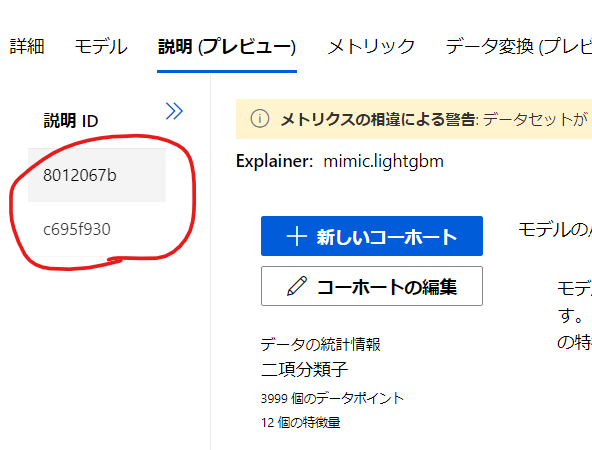 詳細 モデル 説明 (プレビュー) メトリック データ変換 (プレビ
説明 ID
8012067b
c695f930
メトリクスの相違による警告: データセットが
Explainer: mimic.lightgbm
新しいコーホート
コーホートの編集
データの統計情報
二項分類子
3999 個のデータポイント
12 個の特徴量
モデルの
モデ
す。
の特